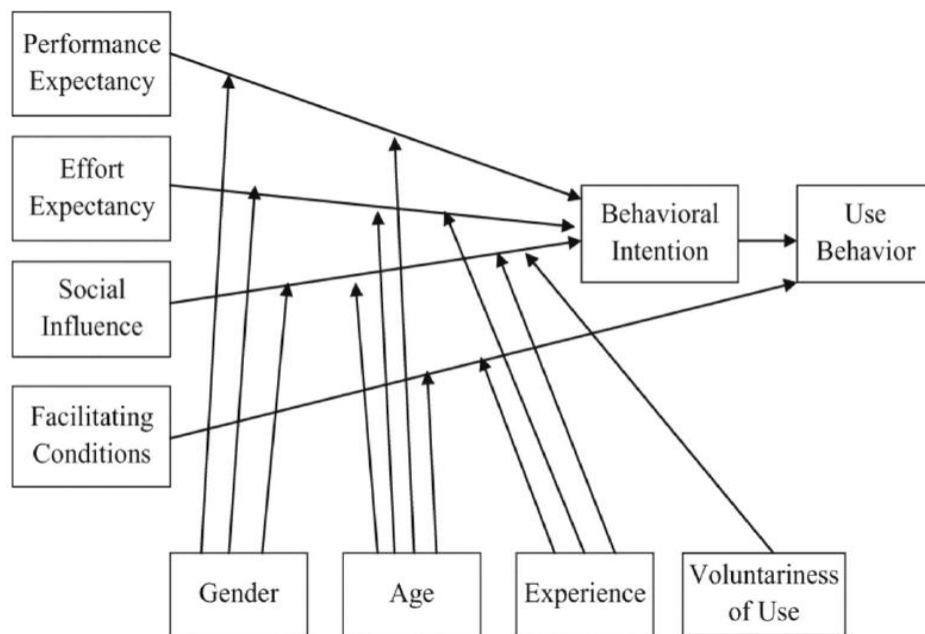 Performance
Expectancy
Effort
Expectancy
Social
Influence
Facilitating
Conditions
Behavioral
Intention
Use
Behavior
Gender
Age
Experience
Voluntariness
of Use